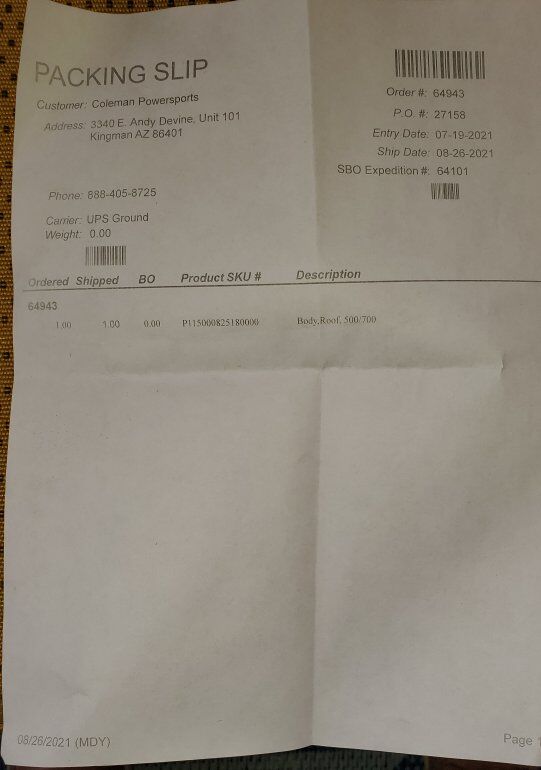 PACKING SLIP
Customer: Coleman Powersports
Address: 3340 E. Andy Devine, Unit 101
Kingman AZ 86401
Order #: 64943
P.O. #: 27158
Entry Date: 07-19-2021
Ship Date: 08-26-2021
SBO Expedition #: 64101
Phone: 888-405-8725
Carrier: UPS Ground
Weight: 0.00
Ordered Shipped BO Product SKU # Description
64943
1.00 1.00 0.00 P115000825180000 Body,Roof, 500/700
08/26/2021 (MDY) Page 1